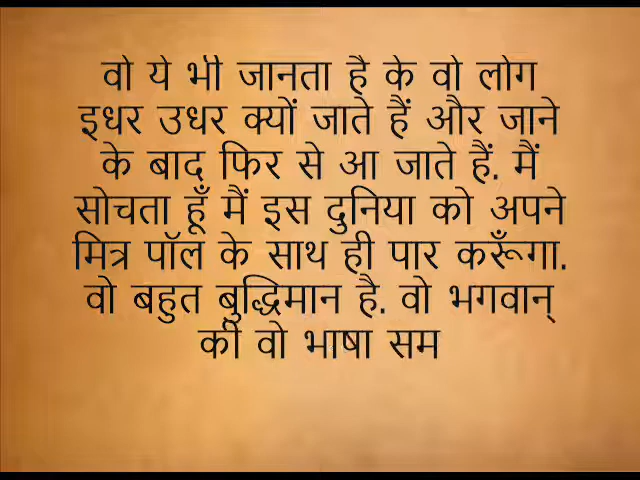 वो ये भी जानता है के वो लोग
इधर उधर क्यों जाते हैं और जाने
के बाद फिर से आ जाते हैं. मैं
सोचता हूँ मैं इस दुनिया को अपने
मित्र पॉल के साथ ही पार करूँगा.
वो बहुत बुद्धिमान है. वो भगवान्
की वो भाषा सम